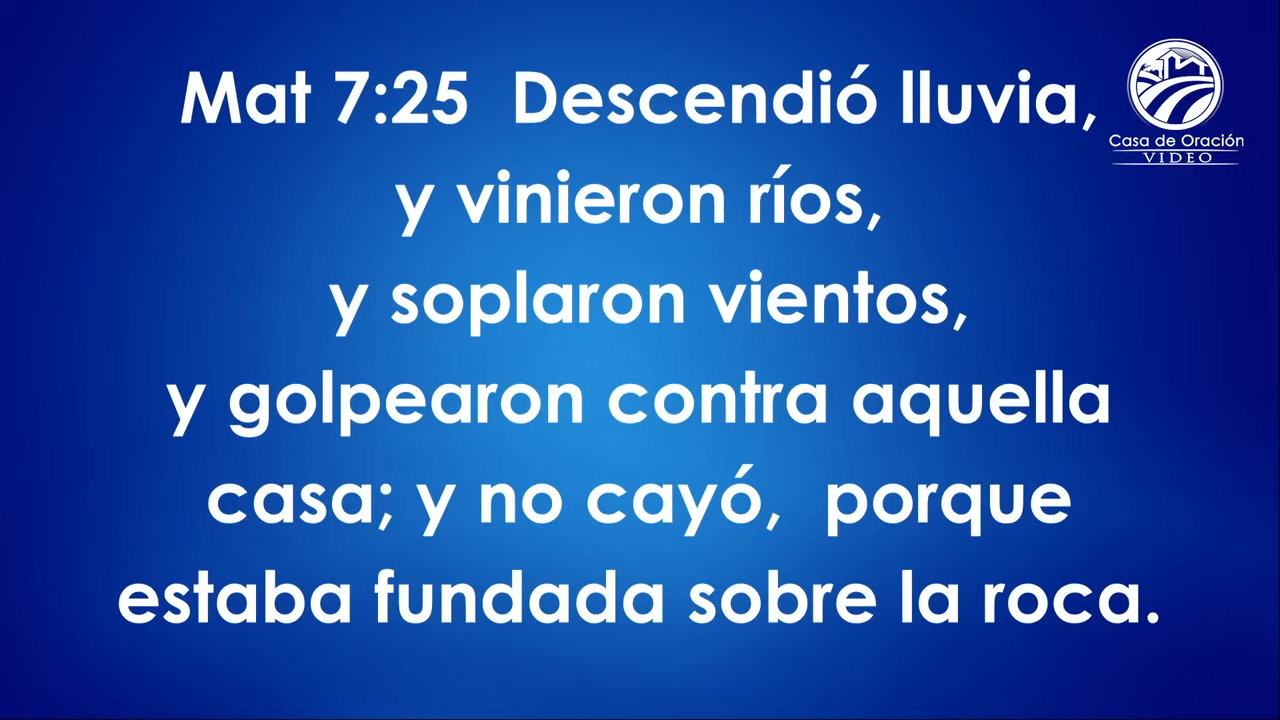 Mat 7:25  Descendió lluvia,
y vinieron ríos,
y soplaron vientos,
y golpearon contra aquella
casa; y no cayó,  porque
estaba fundada sobre la roca.
Casa de Oración
VIDEO